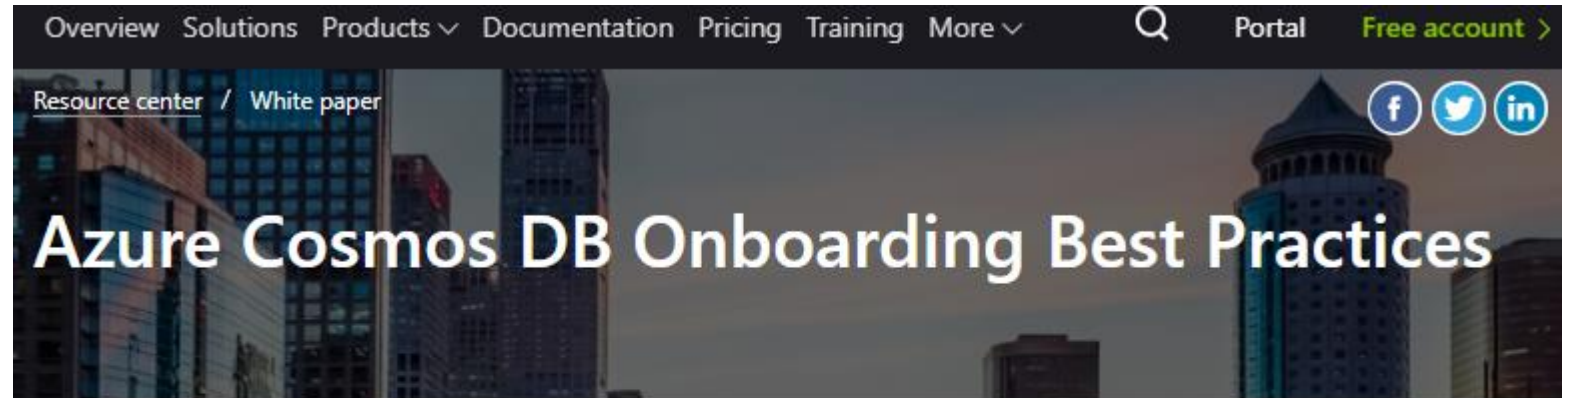 Overview Solutions Products Documentation Pricing Training More Portal Free account >
Resource center / White paper
f in
Azure Cosmos DB Onboarding Best Practices